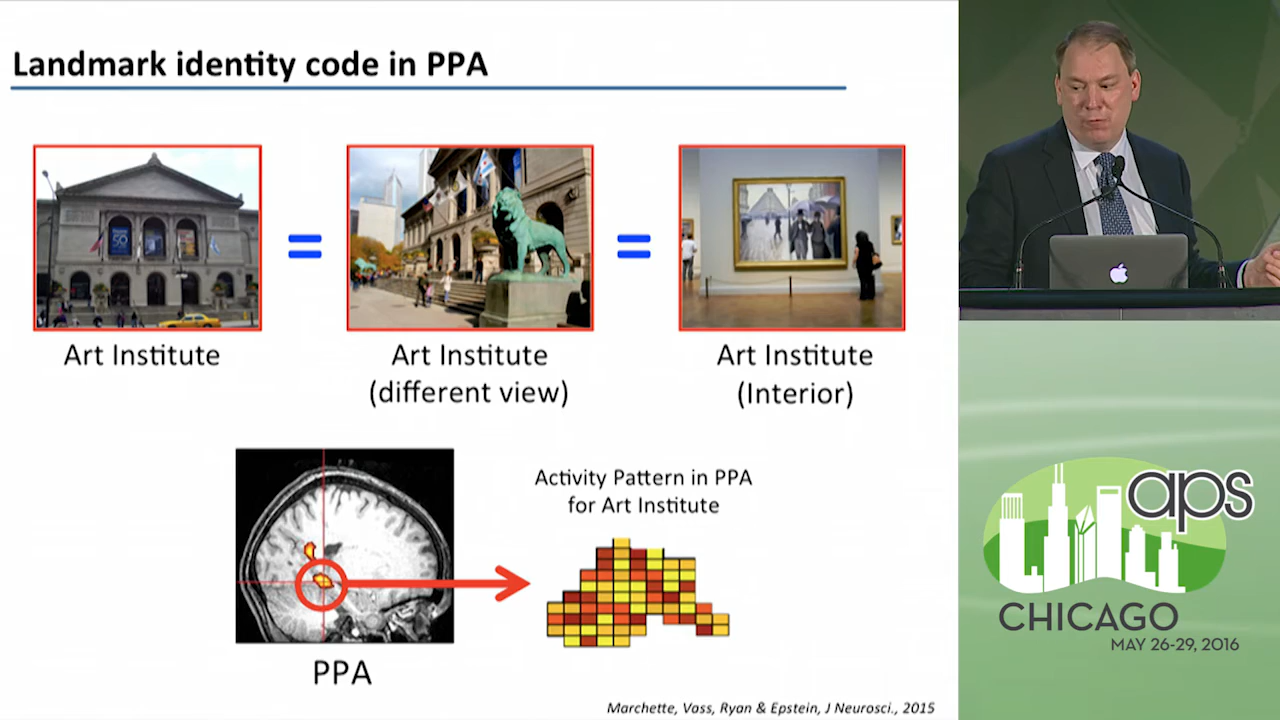 Landmark identity code in PPA
50
=
=
Art Institute
Art Institute
(different view)
Art Institute
(Interior)
Activity Pattern in PPA
for Art Institute
PPA
Marchette, Vass, Ryan & Epstein, J Neurosci., 2015
aps
CHICAGO
MAY 26-29, 2016